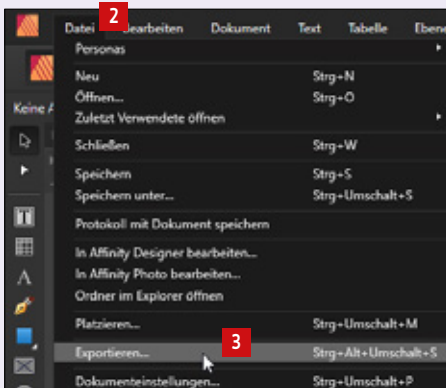 2
Datei Bearbeiten Dokument Text Tabelle Ebene
Personas
Keine A
Neu Strg+N
Öffnen... Strg+O
Zuletzt Verwendete öffnen
Schließen Strg+W
Speichern Strg+S
Speichern unter... Strg+Umschalt+S
Protokoll mit Dokument speichern
In Affinity Designer bearbeiten...
In Affinity Photo bearbeiten...
Ordner im Explorer öffnen
Platzieren... Strg+Umschalt+M
3
Exportieren... Strg+Alt+Umschalt+S
Dokumenteinstellungen... Strg+Umschalt+P